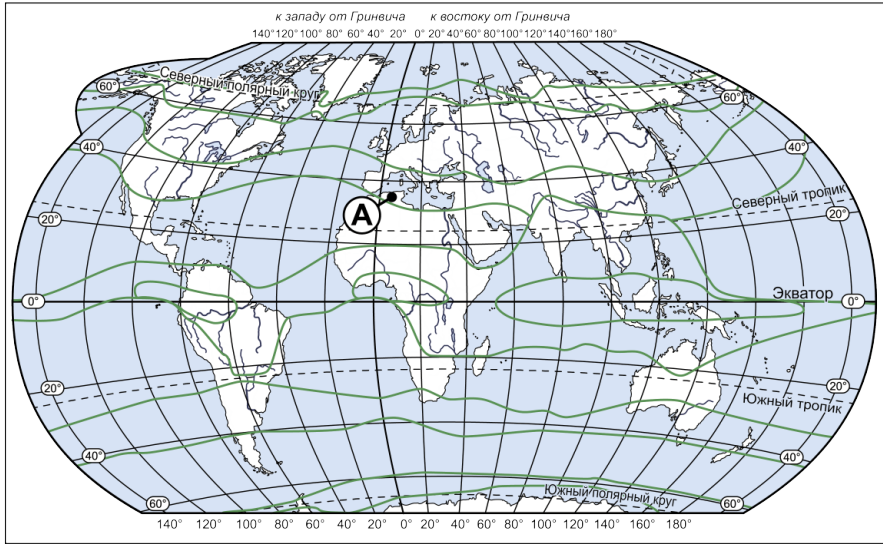 к западу от Гринвича к востоку от Гринвича
140° 120° 100° 80° 60° 40° 20° 0° 20° 40° 60° 80° 100° 120° 140° 160° 180°
Северный полярный круг
60° 60°
40° 40°
Северный тропик
20° 20°
А
Экватор
0° 0°
20° 20°
Южный тропик
40° 40°
Южный полярный круг
60° 60°
140° 120° 100° 80° 60° 40° 20° 0° 20° 40° 60° 80° 100° 120° 140° 160° 180°